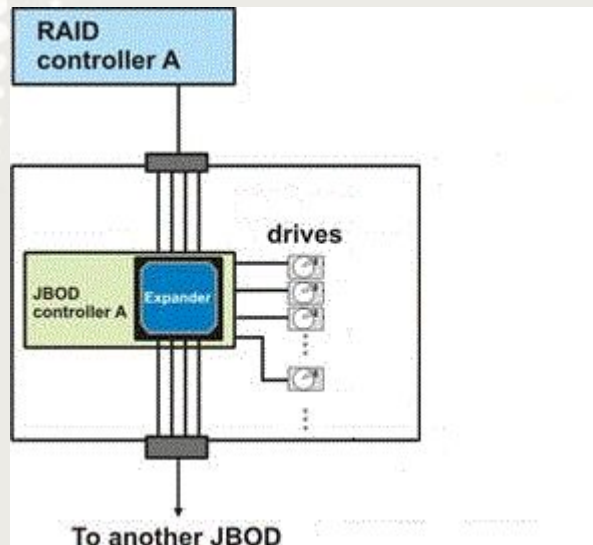 RAID
controller A
drives
JBOD
controller A
Expander
To another JBOD